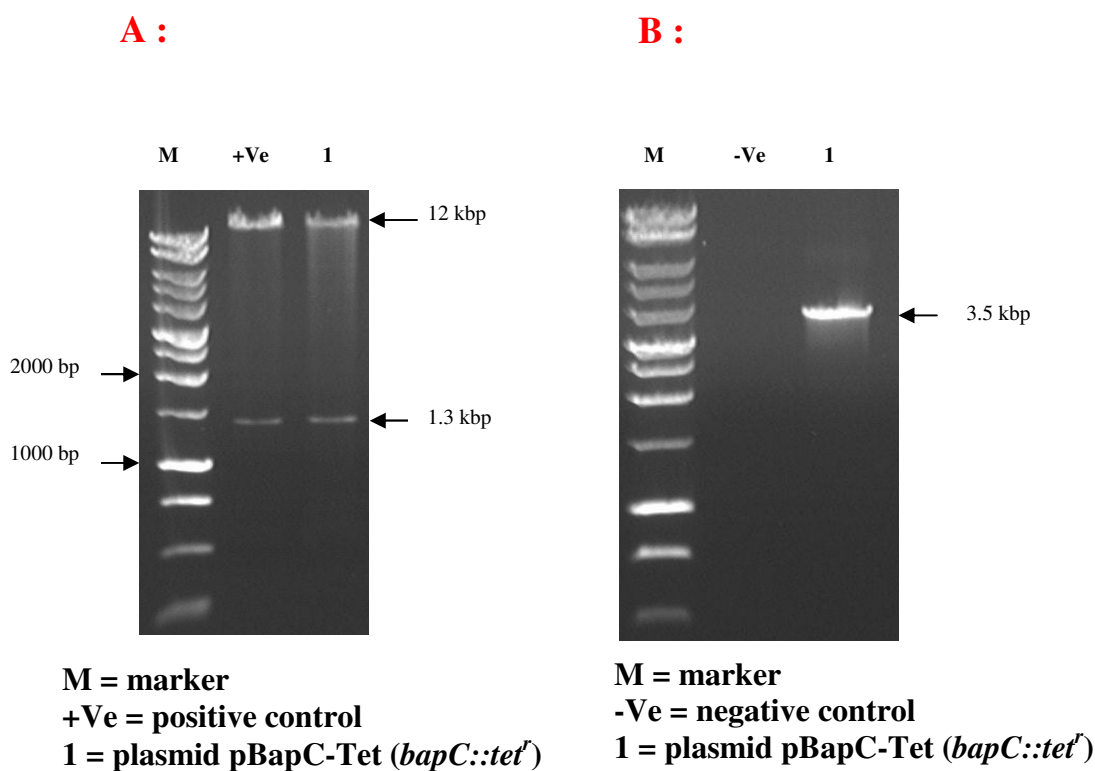 A :
B :
M +Ve 1
M -Ve 1
12 kbp
3.5 kbp
2000 bp
1.3 kbp
1000 bp
M = marker
+Ve = positive control
1 = plasmid pBapC-Tet (bapC::tetʳ)
M = marker
-Ve = negative control
1 = plasmid pBapC-Tet (bapC::tetʳ)